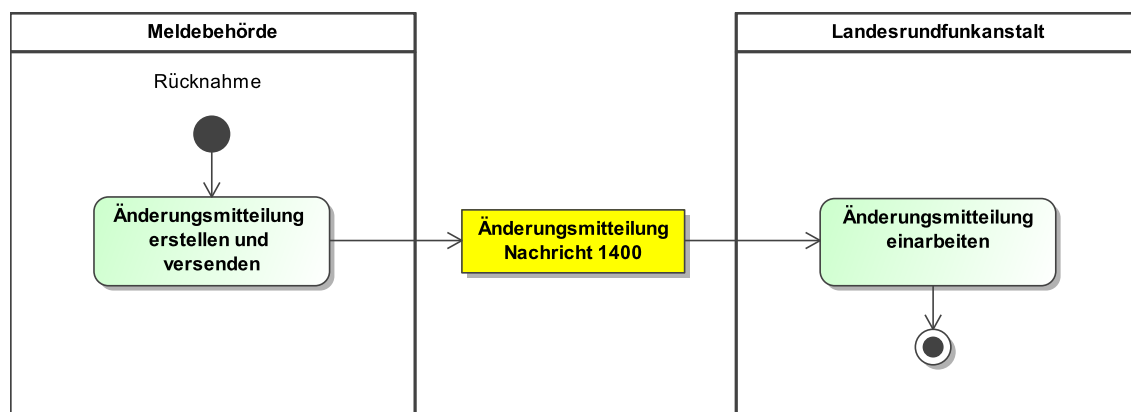 Meldebehörde
Landesrundfunkanstalt
Rücknahme
Änderungsmitteilung
erstellen und
versenden
Änderungsmitteilung
Nachricht 1400
Änderungsmitteilung
einarbeiten